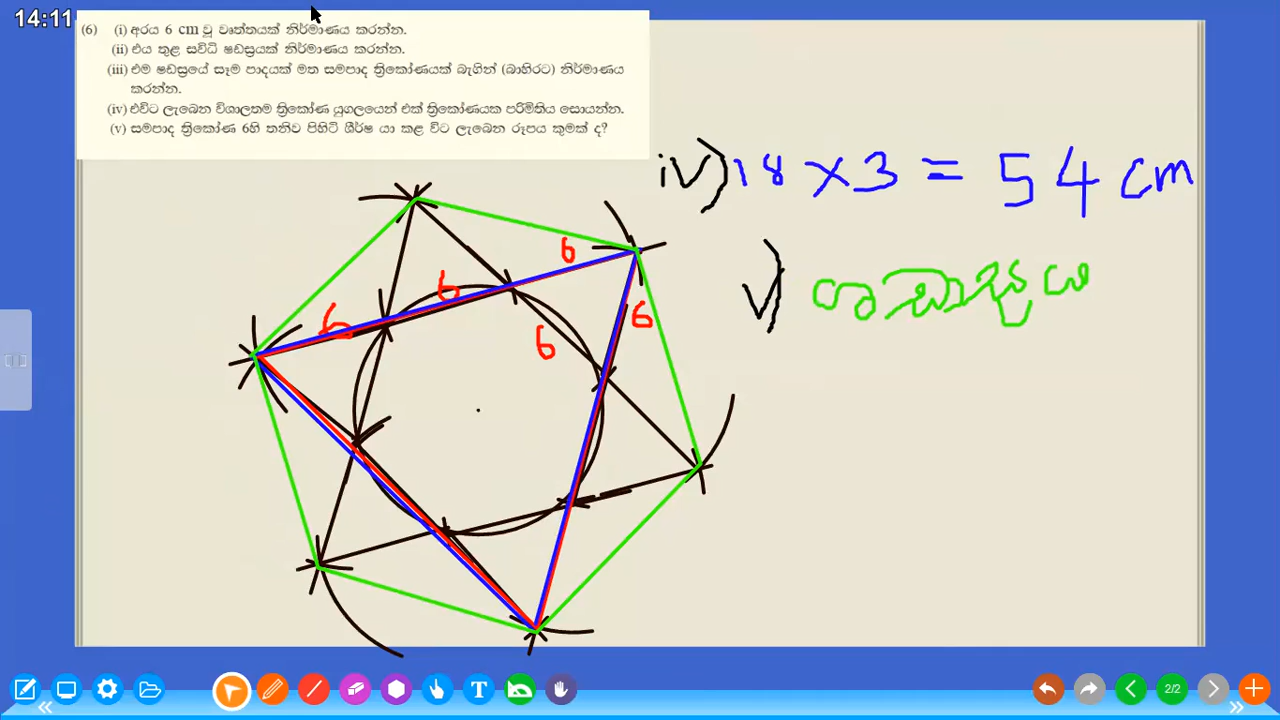 14:11
(6) (i) අරය 6 cm වූ වෘත්තයක් නිර්මාණය කරන්න.
(ii) එය තුළ සවිධි ෂඩස්‍රයක් නිර්මාණය කරන්න.
(iii) එම ෂඩස්‍රයේ සෑම පාදයක් මත සමපාද ත්‍රිකෝණයක් බැගින් (බාහිරට) නිර්මාණය
කරන්න.
(iv) එවිට ලැබෙන විශාලතම ත්‍රිකෝණ යුගලයෙන් එක් ත්‍රිකෝණයක පරිමිතිය සොයන්න.
(v) සමපාද ත්‍රිකෝණ 6හි තනිව පිහිටි ශීර්ෂ යා කළ විට ලැබෙන රූපය කුමක් ද?
iv) 18 × 3 = 54 cm
v)
6
6
6
6
6
T
2/2